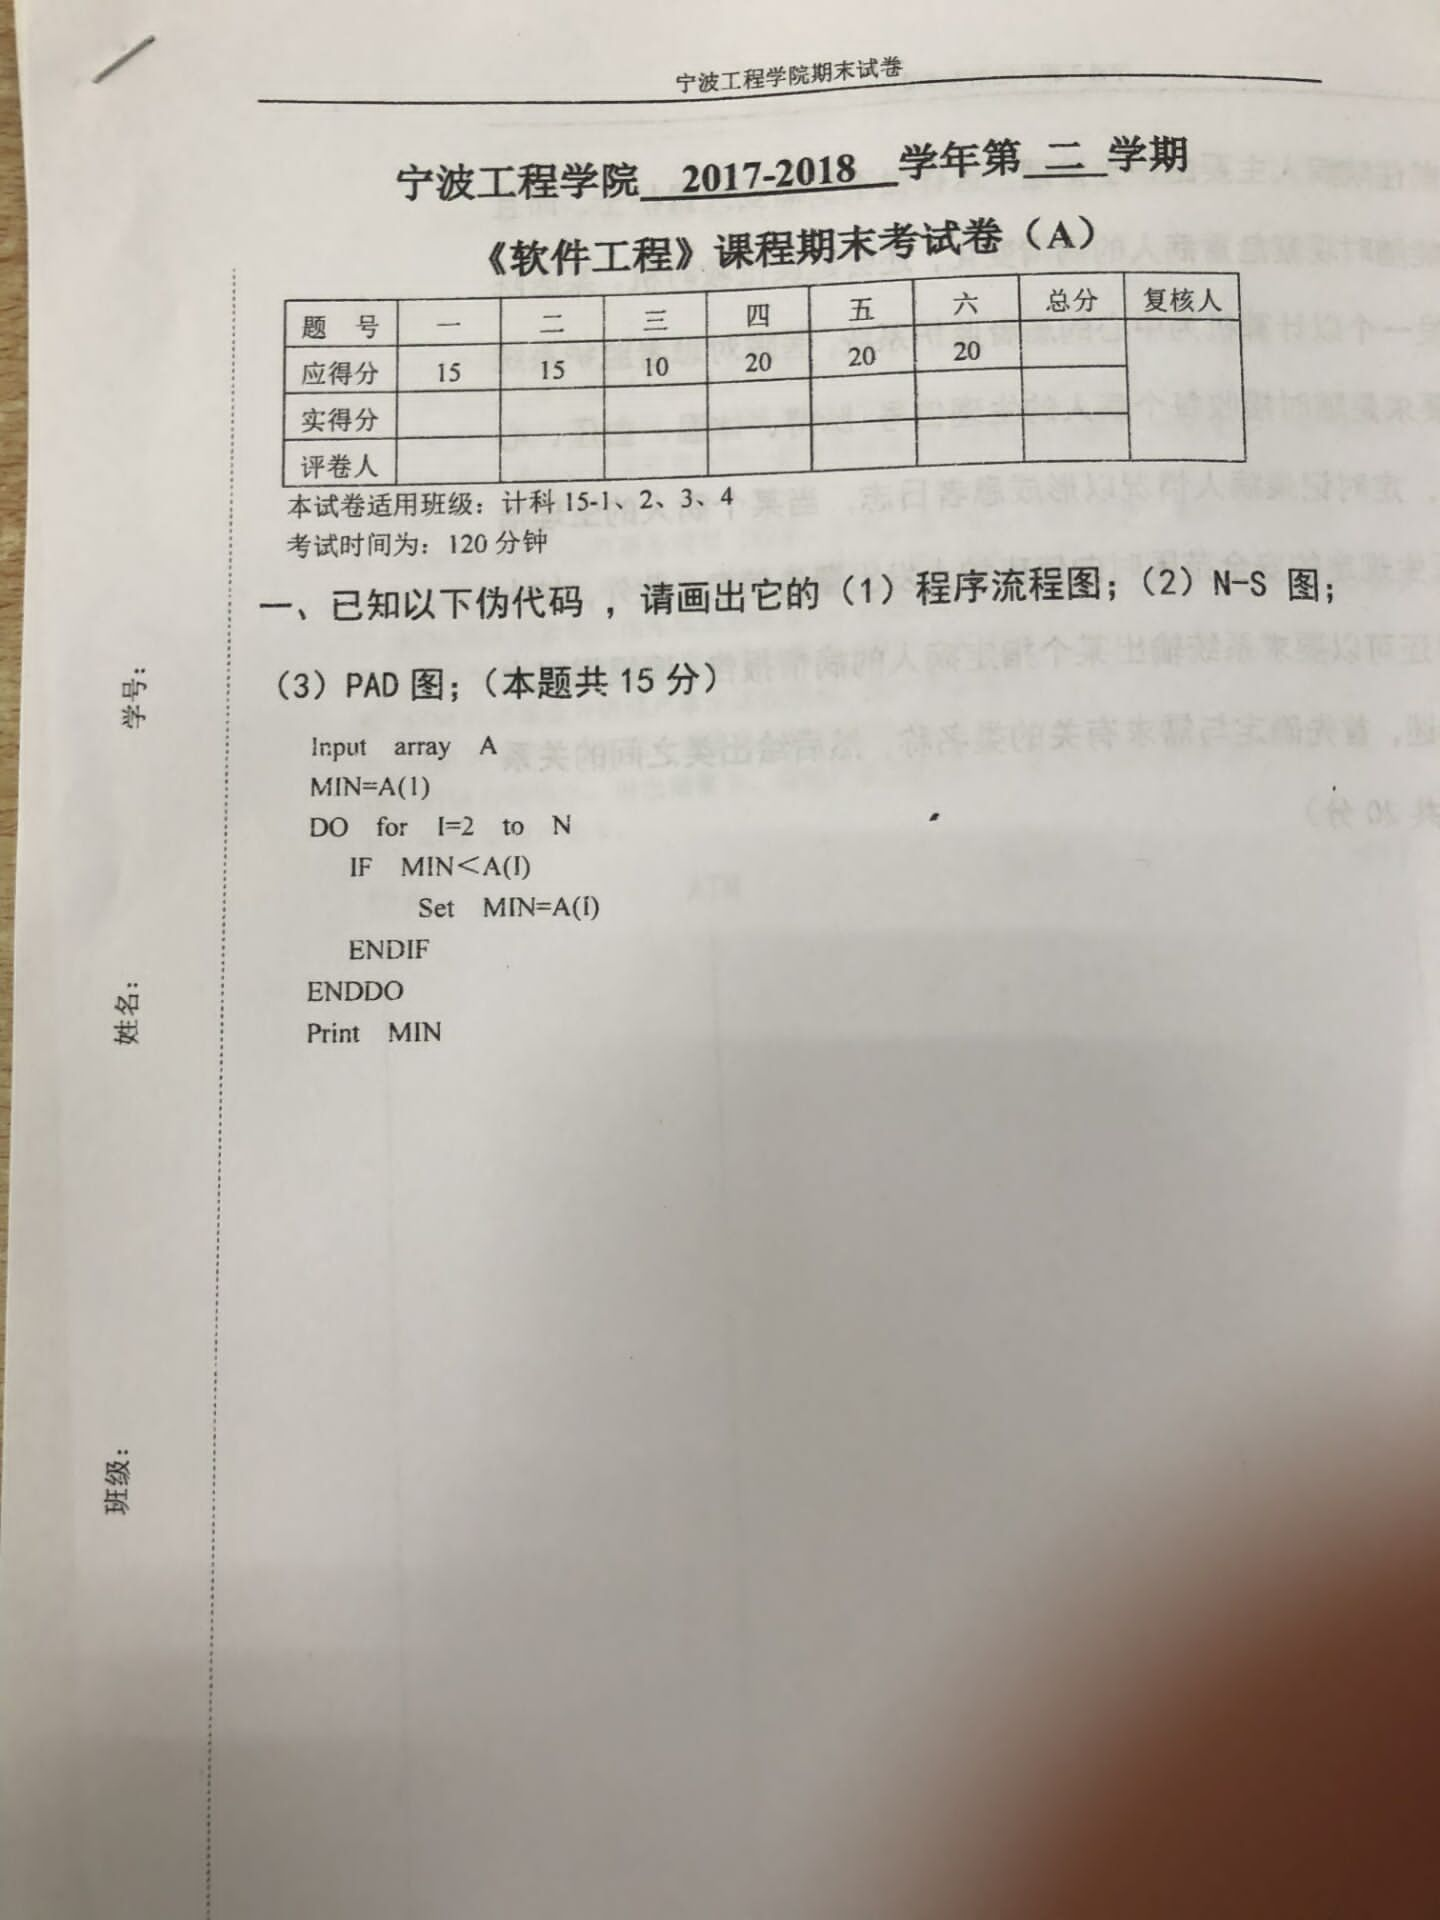 宁波工程学院期末试卷
宁波工程学院 2017-2018 学年第 二 学期
《软件工程》课程期末考试卷（A）
题 号 一 二 三 四 五 六 总分 复核人
应得分 15 15 10 20 20 20
实得分
评卷人
本试卷适用班级：计科 15-1、2、3、4
考试时间为：120 分钟
一、已知以下伪代码 ，请画出它的（1）程序流程图；（2）N-S 图；
（3）PAD 图；（本题共 15 分）
Input array A
MIN=A(1)
DO for I=2 to N
IF MIN＜A(I)
Set MIN=A(I)
ENDIF
ENDDO
Print MIN
学号：
姓名：
班级：